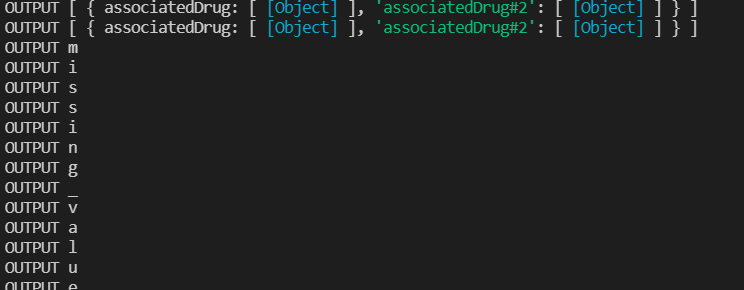 OUTPUT [ { associatedDrug: [ [Object] ], 'associatedDrug#2': [ [Object] ] } ]
OUTPUT [ { associatedDrug: [ [Object] ], 'associatedDrug#2': [ [Object] ] } ]
OUTPUT m
OUTPUT i
OUTPUT s
OUTPUT s
OUTPUT i
OUTPUT n
OUTPUT g
OUTPUT _
OUTPUT v
OUTPUT a
OUTPUT l
OUTPUT u
OUTPUT e